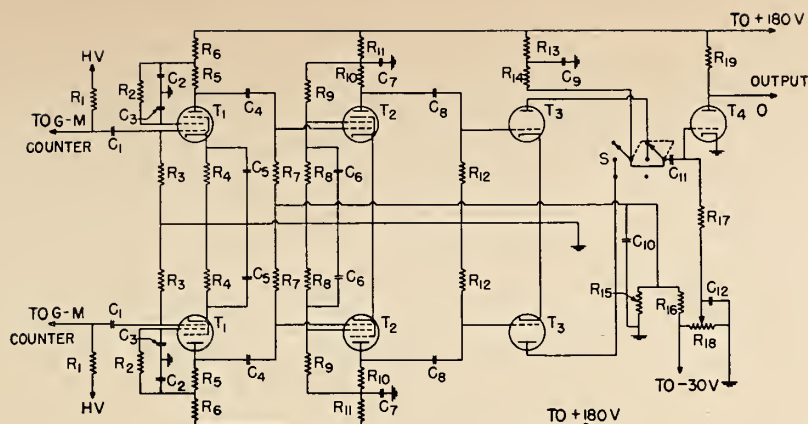 R6 R11 R13 TO +180V
HV C2 R10 C7 C9 R19
R2 R5 R14
R1 C3 C4 R9 C8 OUTPUT
T1 T2 T3 T4 O
TO G-M
COUNTER C1 S C11
R3 R4 C5 R7 R8 C6 R12 R17
C10 C12
R3 R4 C5 R7 R8 C6 R12 R15 R16
TO G-M C1 R18
COUNTER T1 T2 T3
C3
R1 R2 R5 C4 R9 R10 C8 TO -30V
C2
HV R6 R11 C7 TO +180V